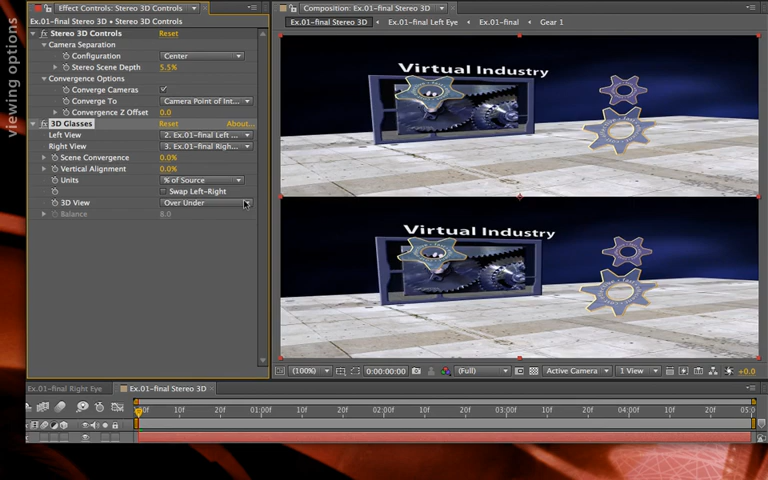 viewing options
Effect Controls: Stereo 3D Controls
Ex.01-final Stereo 3D • Stereo 3D Controls
fx Stereo 3D Controls Reset
Camera Separation
Configuration Center
Stereo Scene Depth 5.5%
Convergence Options
Converge Cameras
Converge To Camera Point of Int...
Convergence Z Offset 0.0
fx 3D Glasses Reset About...
Left View 2. Ex.01-final Left ...
Right View 3. Ex.01-final Righ...
Scene Convergence 0.0%
Vertical Alignment 0.0%
Units % of Source
Swap Left-Right
3D View Over Under
Balance 8.0
Composition: Ex.01-final Stereo 3D
Ex.01-final Stereo 3D Ex.01-final Left Eye Ex.01-final Gear 1
Virtual Industry
Virtual Industry
(100%) 0:00:00:00 (Full) Active Camera 1 View +0.0
Ex.01-final Right Eye Ex.01-final Stereo 3D
00f 10f 20f 01:00f 10f 20f 02:00f 10f 20f 03:00f 10f 20f 04:00f 10f 20f 05:0